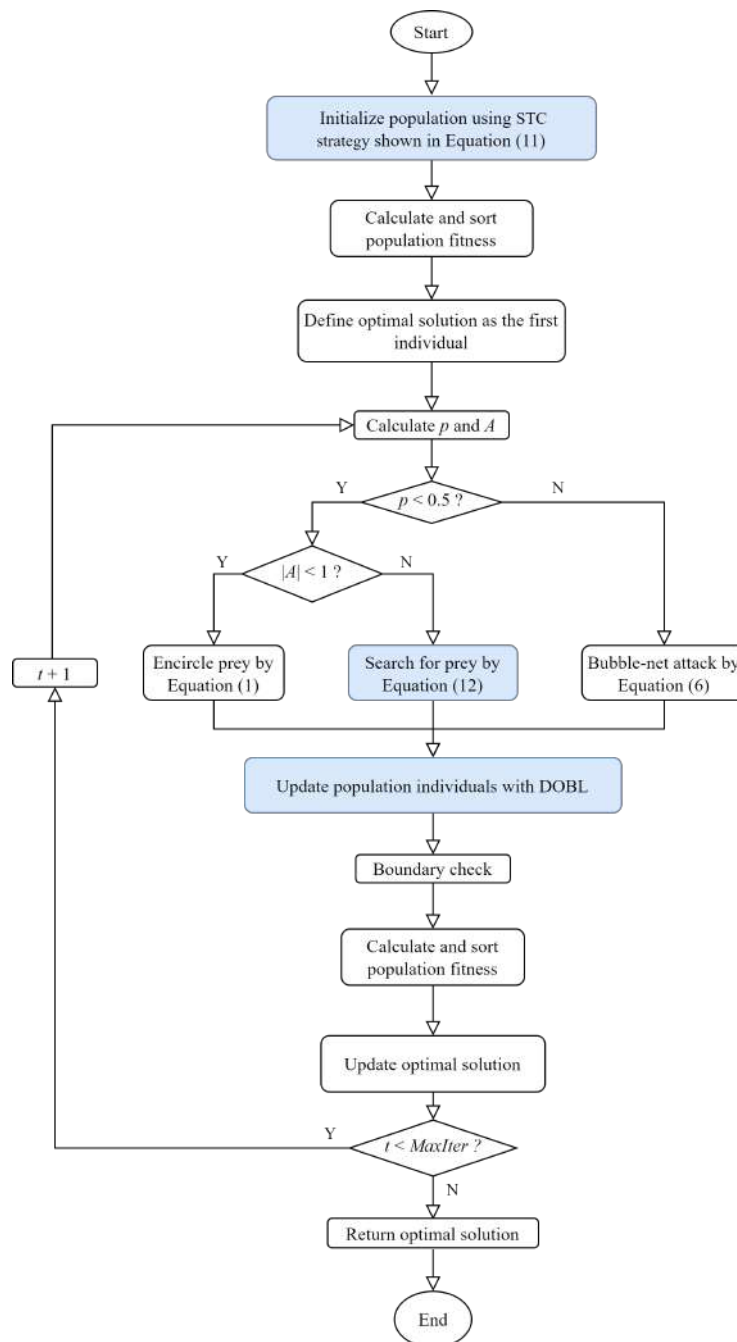 Start
Initialize population using STC
strategy shown in Equation (11)
Calculate and sort
population fitness
Define optimal solution as the first
individual
Calculate p and A
Y
p < 0.5 ?
N
Y
|A| < 1 ?
N
t + 1
Encircle prey by
Equation (1)
Search for prey by
Equation (12)
Bubble-net attack by
Equation (6)
Update population individuals with DOBL
Boundary check
Calculate and sort
population fitness
Update optimal solution
Y
t < MaxIter ?
N
Return optimal solution
End